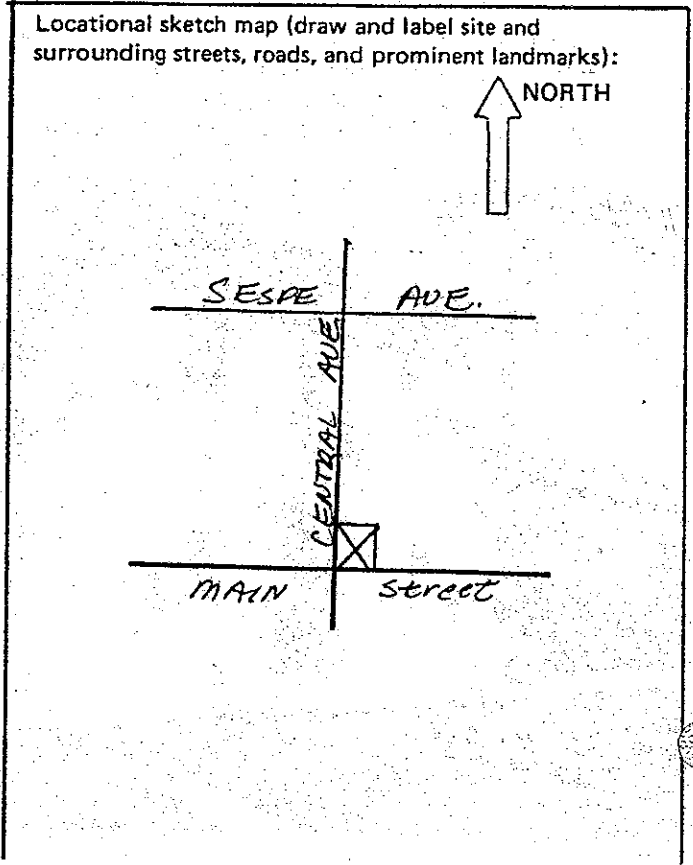 Locational sketch map (draw and label site and
surrounding streets, roads, and prominent landmarks):
NORTH
SESPE AVE.
CENTRAL AVE
MAIN Street